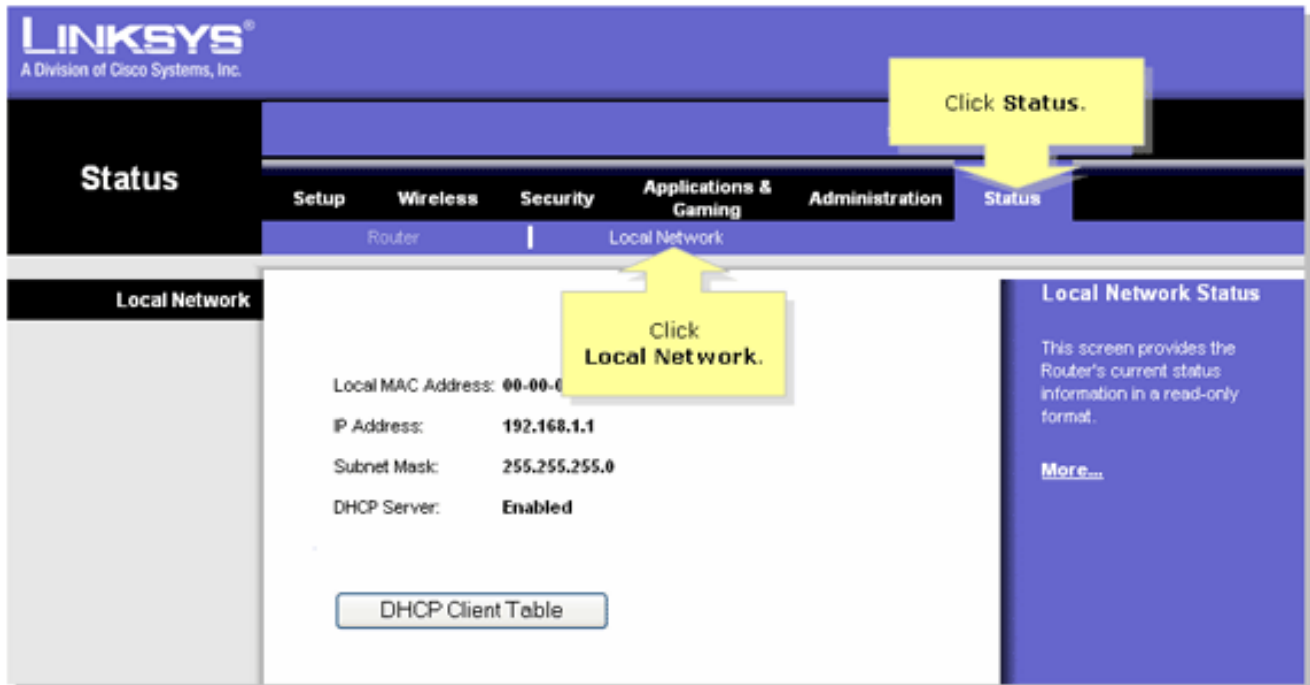 LINKSYS®
A Division of Cisco Systems, Inc.
Click Status.
Status
Setup Wireless Security Applications & Gaming Administration Status
Router Local Network
Local Network
Click
Local Network.
Local MAC Address: 00-00-0
IP Address: 192.168.1.1
Subnet Mask: 255.255.255.0
DHCP Server: Enabled
DHCP Client Table
Local Network Status
This screen provides the
Router's current status
information in a read-only
format.
More...